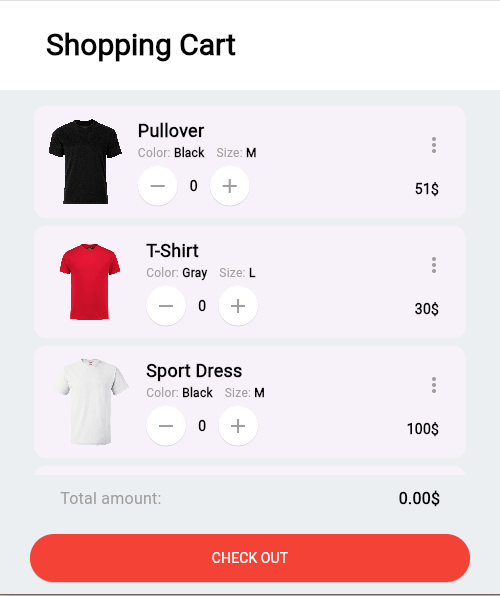 Shopping Cart
Pullover
Color: Black Size: M
0
51$
T-Shirt
Color: Gray Size: L
0
30$
Sport Dress
Color: Black Size: M
0
100$
Total amount: 0.00$
CHECK OUT